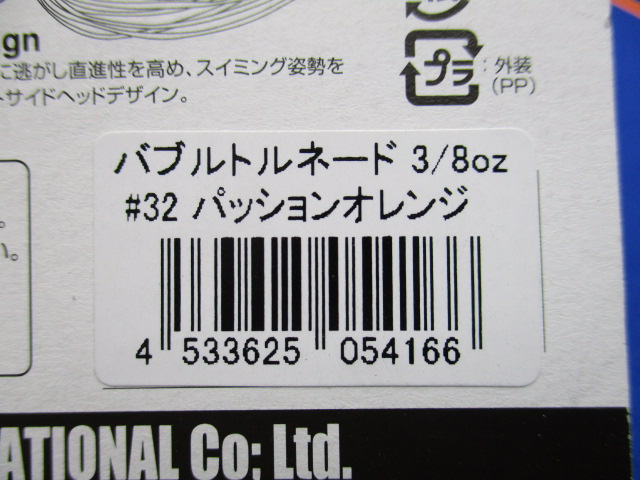 ign
に逃がし直進性を高め、スイミング姿勢を
トサイドヘッドデザイン。
プラ
:外装
(PP)
バブルトルネード 3/8oz
#32 パッションオレンジ
。
い。
4 533625 054166
ATIONAL Co; Ltd.